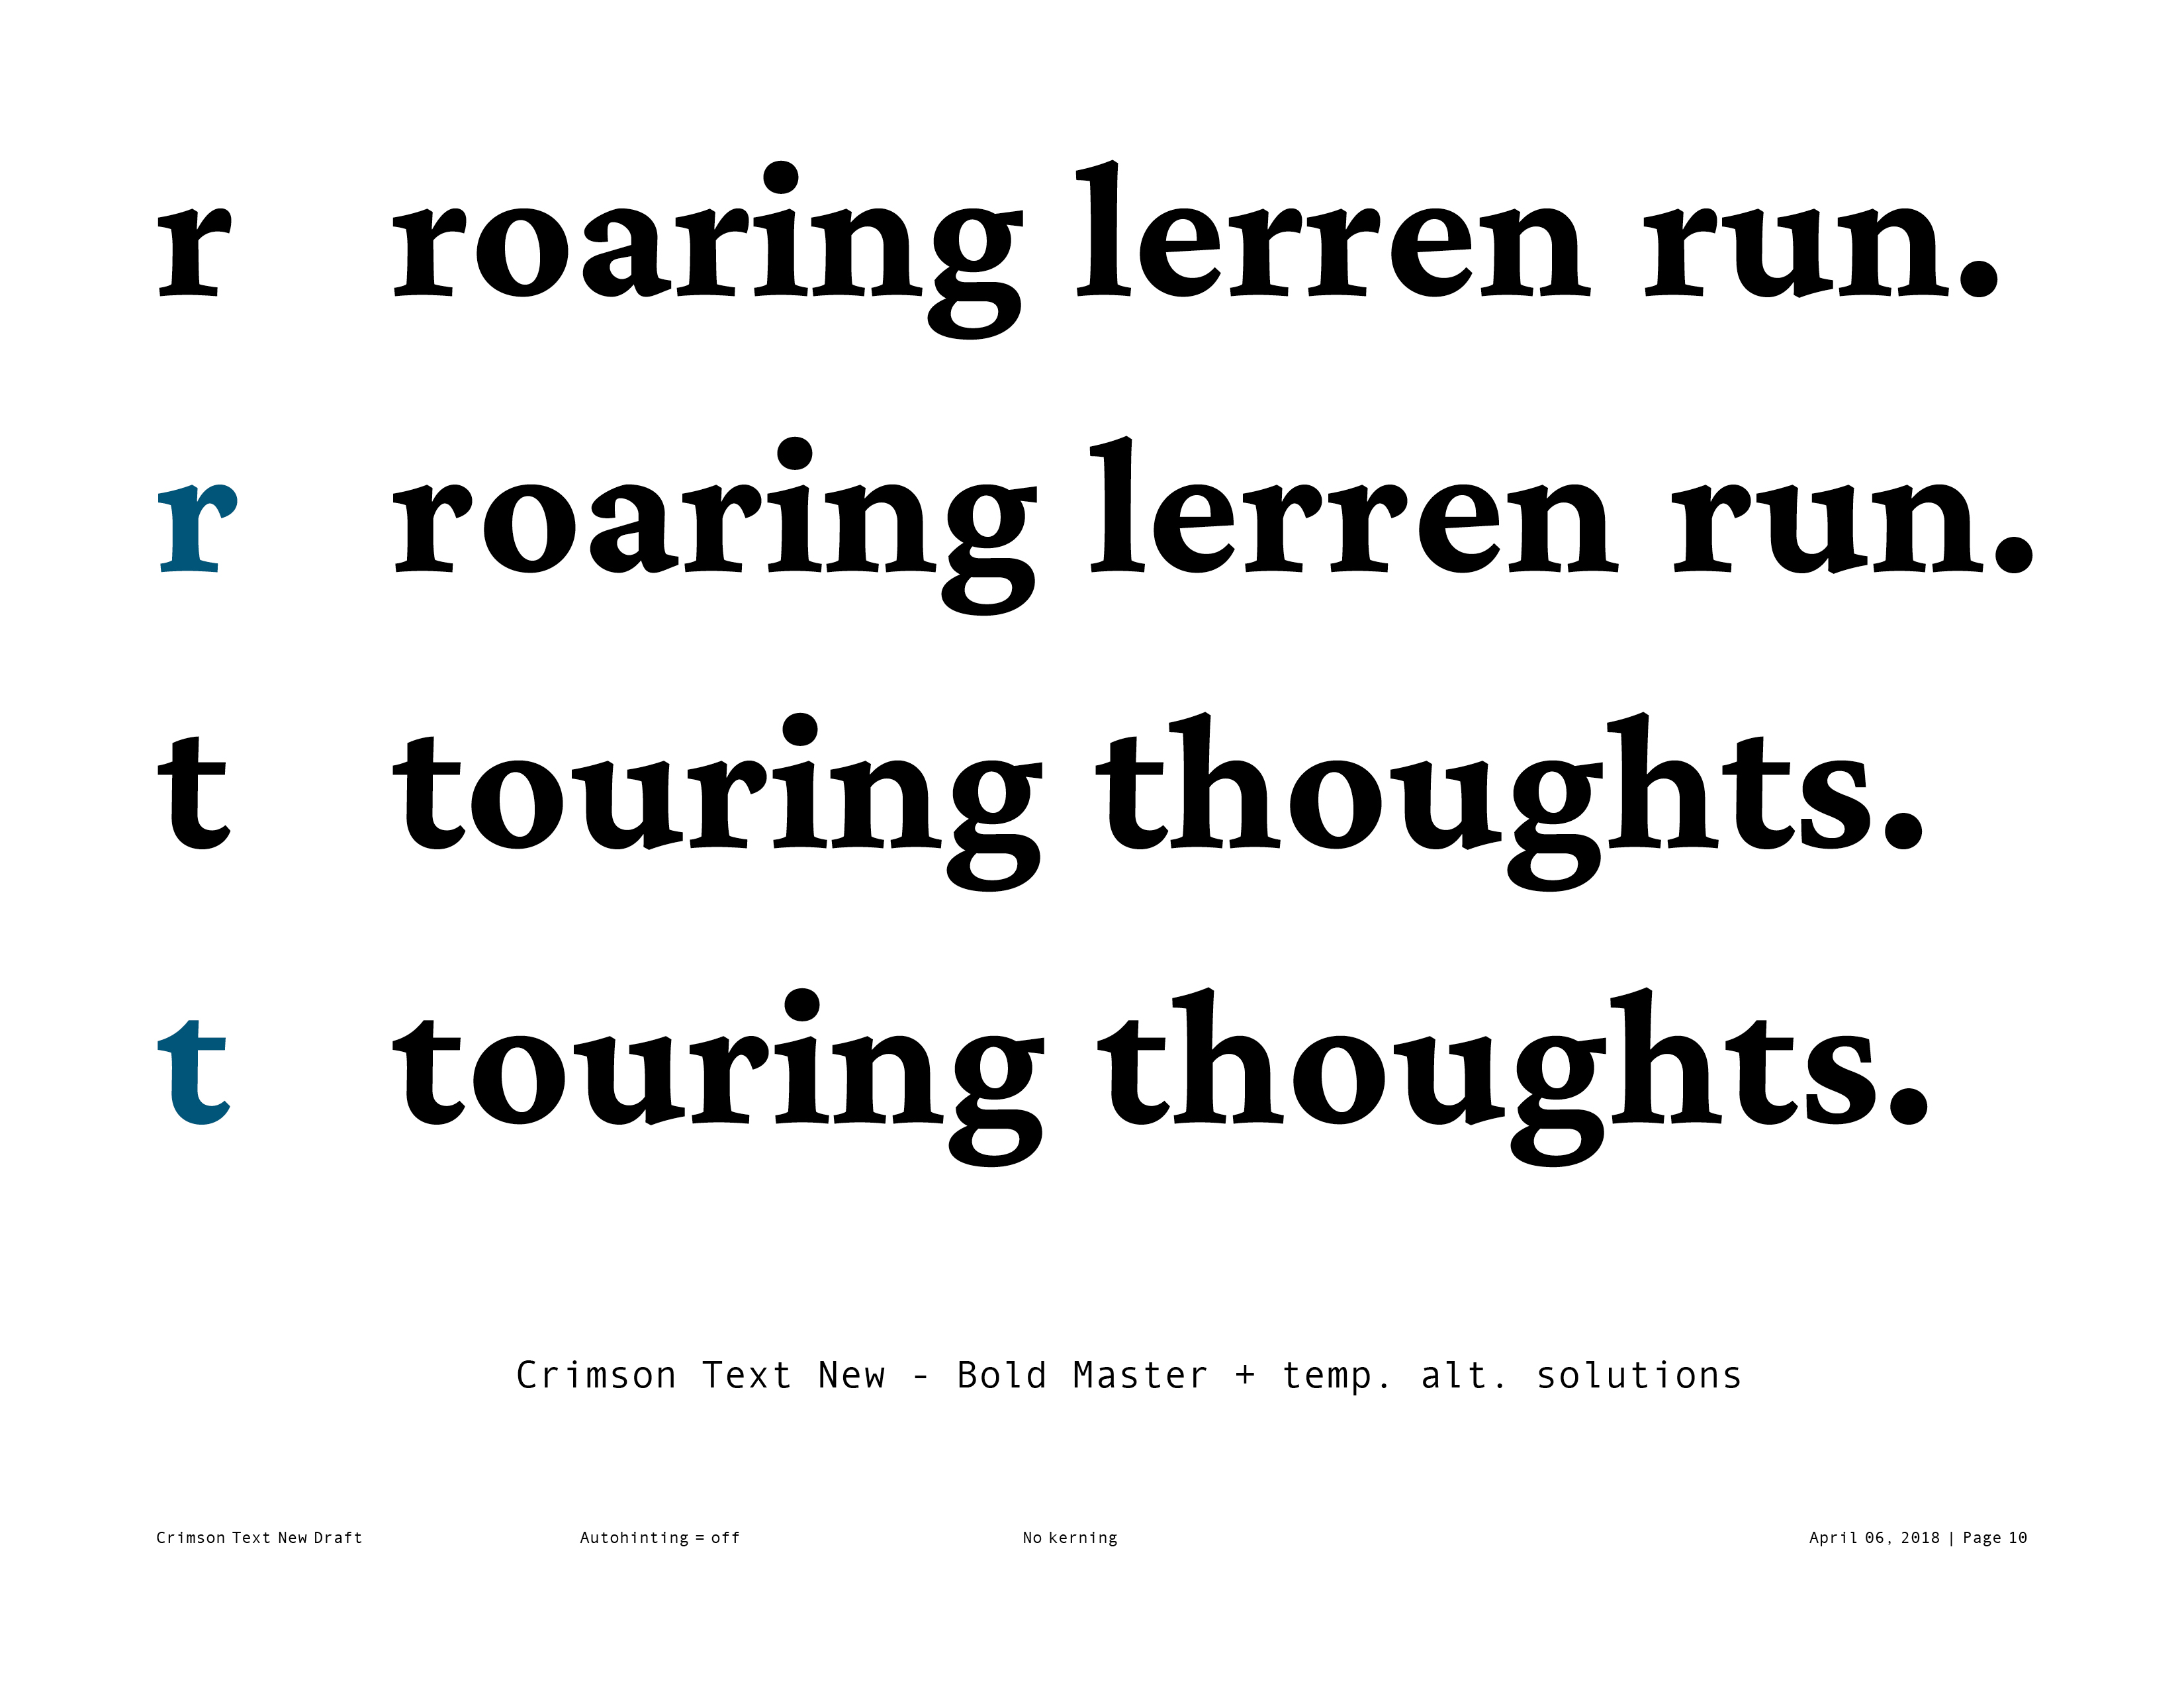 r roaring lerren run.
r roaring lerren run.
t touring thoughts.
t touring thoughts.
Crimson Text New - Bold Master + temp. alt. solutions
Crimson Text New Draft Autohinting = off No kerning April 06, 2018 | Page 10